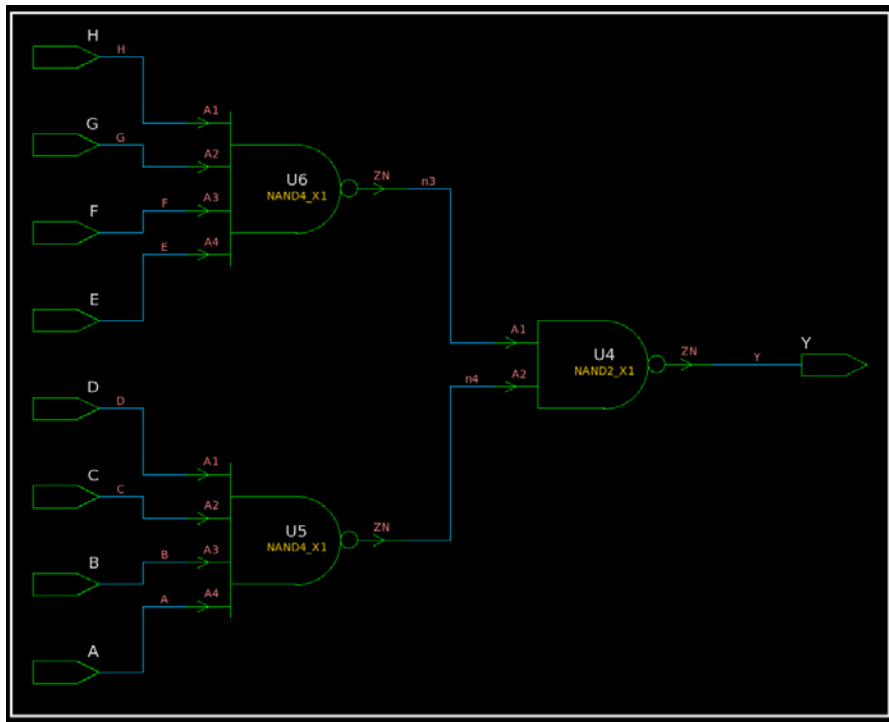 H
H
A1
G
G
A2
U6
NAND4_X1
ZN
n3
F
F
A3
E
A4
E
A1
U4
NAND2_X1
ZN
Y
Y
A2
n4
D
D
A1
C
C
A2
U5
NAND4_X1
ZN
B
B
A3
A
A4
A